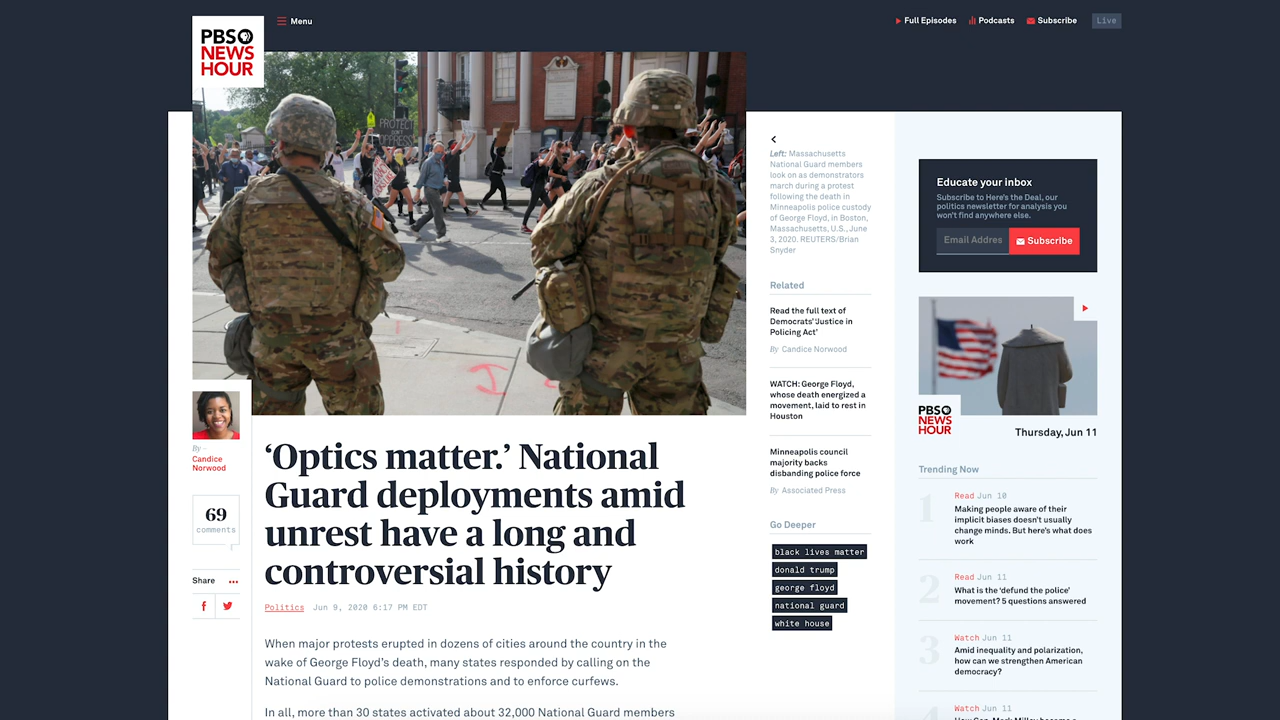 PBS
NEWS
HOUR
Menu
Full Episodes
Podcasts
Subscribe
Live
PROTECT
DON'T
OPPRESS
Left: Massachusetts
National Guard members
look on as demonstrators
march during a protest
following the death in
Minneapolis police custody
of George Floyd, in Boston,
Massachusetts, U.S., June
3, 2020. REUTERS/Brian
Snyder
Related
Read the full text of
Democrats' 'Justice in
Policing Act'
By Candice Norwood
WATCH: George Floyd,
whose death energized a
movement, laid to rest in
Houston
Minneapolis council
majority backs
disbanding police force
By Associated Press
Go Deeper
black lives matter
donald trump
george floyd
national guard
white house
Educate your inbox
Subscribe to Here's the Deal, our
politics newsletter for analysis you
won't find anywhere else.
Email Addres
Subscribe
PBS
NEWS
HOUR
Thursday, Jun 11
Trending Now
1
Read Jun 10
Making people aware of their
implicit biases doesn't usually
change minds. But here's what does
work
2
Read Jun 11
What is the 'defund the police'
movement? 5 questions answered
3
Watch Jun 11
Amid inequality and polarization,
how can we strengthen American
democracy?
4
Watch Jun 11
By -
Candice
Norwood
69
comments
Share
‘Optics matter.’ National
Guard deployments amid
unrest have a long and
controversial history
Politics Jun 9, 2020 6:17 PM EDT
When major protests erupted in dozens of cities around the country in the
wake of George Floyd’s death, many states responded by calling on the
National Guard to police demonstrations and to enforce curfews.
In all, more than 30 states activated about 32,000 National Guard members